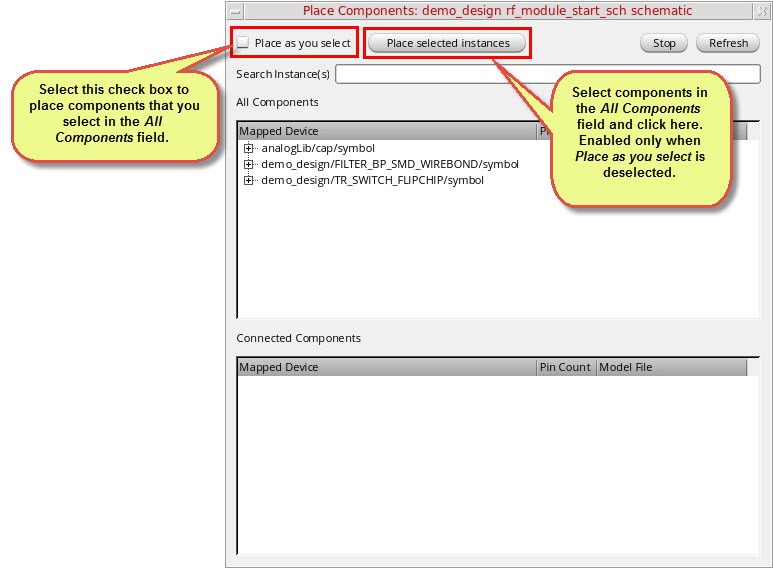 Place Components: demo_design rf_module_start_sch schematic
Place as you select
Place selected instances
Stop
Refresh
Search Instance(s)
Select this check box to
place components that you
select in the All
Components field.
Select components in
the All Components
field and click here.
Enabled only when
Place as you select is
deselected.
All Components
Mapped Device
analogLib/cap/symbol
demo_design/FILTER_BP_SMD_WIREBOND/symbol
demo_design/TR_SWITCH_FLIPCHIP/symbol
Connected Components
Mapped Device Pin Count Model File